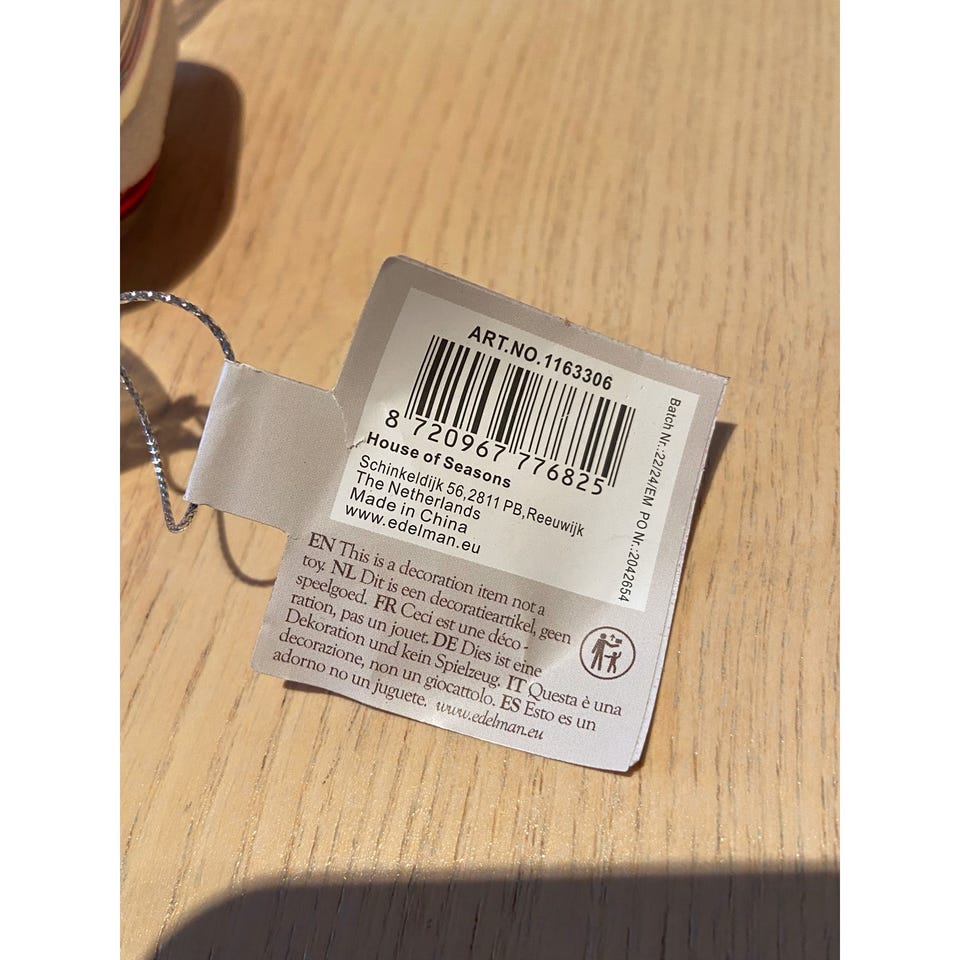 ART.NO.1163306
8 720967 776825
House of Seasons
Schinkeldijk 56,2811 PB,Reeuwijk
The Netherlands
Made in China
www.edelman.eu
Batch Nr.:22/24/EM PO Nr.:2042654
EN This is a decoration item not a
toy. NL Dit is een decoratieartikel, geen
speelgoed. FR Ceci est une déco -
ration, pas un jouet. DE Dies ist eine
Dekoration und kein Spielzeug. IT Questa è una
decorazione, non un giocattolo. ES Esto es un
adorno no un juguete. www.edelman.eu